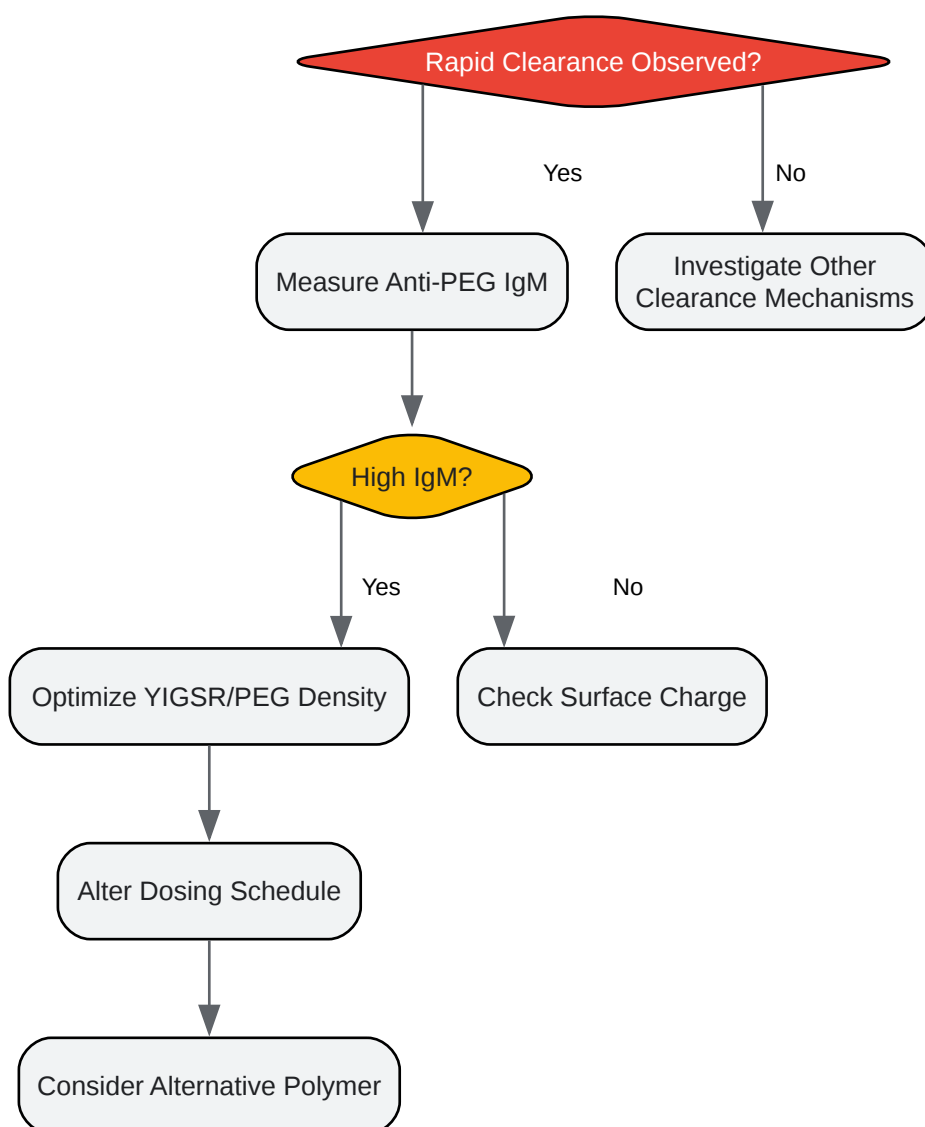 Rapid Clearance Observed?
Yes
No
Measure Anti-PEG IgM
Investigate Other
Clearance Mechanisms
High IgM?
Yes
No
Optimize YIGSR/PEG Density
Check Surface Charge
Alter Dosing Schedule
Consider Alternative Polymer